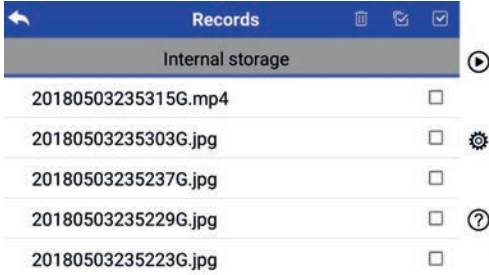 Records
Internal storage
20180503235315G.mp4
20180503235303G.jpg
20180503235237G.jpg
20180503235229G.jpg
20180503235223G.jpg